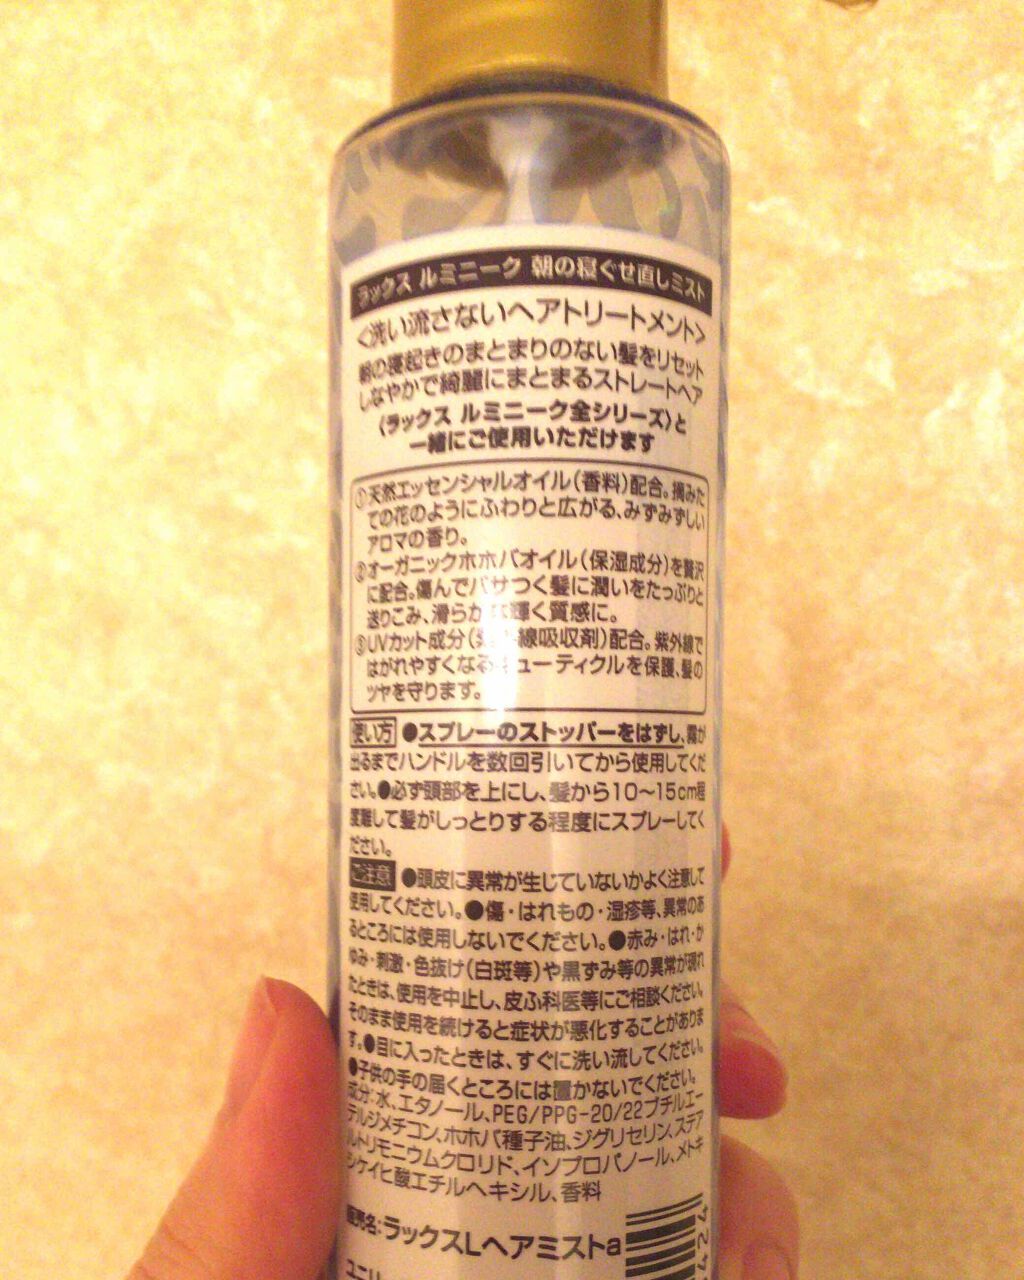 ラックス ルミニーク 朝の寝ぐせ直しミスト
<洗い流さないヘアトリートメント>
朝の寝起きのまとまりのない髪をリセット
しなやかで綺麗にまとまるストレートヘア
〈ラックス ルミニーク全シリーズ〉と
一緒にご使用いただけます
①天然エッセンシャルオイル(香料)配合。摘みた
ての花のようにふわりと広がる、みずみずしい
アロマの香り。
②オーガニックホホバオイル(保湿成分)を贅沢
に配合。傷んでパサつく髪に潤いをたっぷりと
送りこみ、滑らかな輝く質感に。
③UVカット成分(紫外線吸収剤)配合。紫外線で
はがれやすくなるキューティクルを保護、髪の
ツヤを守ります。
使い方 ●スプレーのストッパーをはずし、霧が
出るまでハンドルを数回引いてから使用してくだ
さい。●必ず頭部を上にし、髪から10〜15cm程
度離して髪がしっとりする程度にスプレーしてく
ださい。
ご注意 ●頭皮に異常が生じていないかよく注意して
使用してください。●傷・はれもの・湿疹等、異常のあ
るところには使用しないでください。●赤み・はれ・か
ゆみ・刺激・色抜け(白斑等)や黒ずみ等の異常が現れ
たときは、使用を中止し、皮ふ科医等にご相談ください。
そのまま使用を続けると症状が悪化することがありま
す。●目に入ったときは、すぐに洗い流してください。
●子供の手の届くところには置かないでください。
成分:水、エタノール、PEG/PPG-20/22ブチルエー
テルジメチコン、ホホバ種子油、ジグリセリン、ステア
ルトリモニウムクロリド、イソプロパノール、メトキ
シケイヒ酸エチルヘキシル、香料
販売名:ラックスLヘアミストa
ユニリ